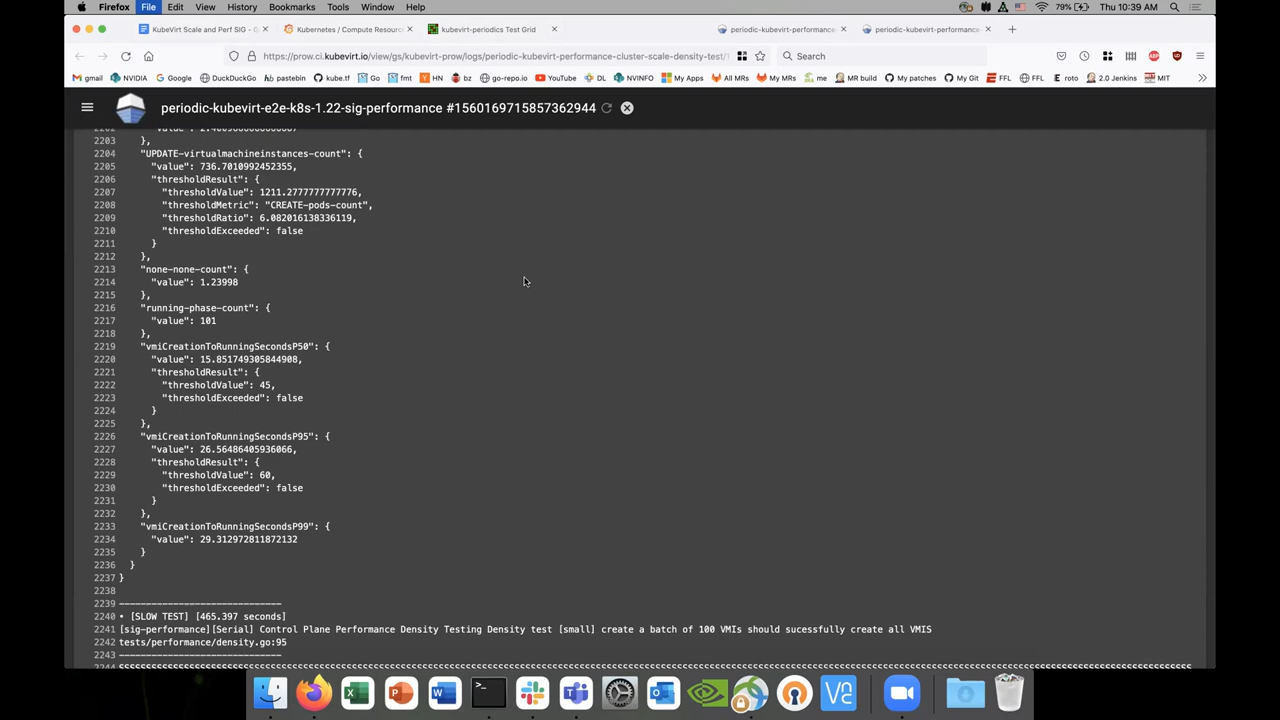 Firefox File Edit View History Bookmarks Tools Window Help 79% Thu 10:39 AM
KubeVirt Scale and Perf SIG - G × Kubernetes / Compute Resourc × kubevirt-periodics Test Grid × periodic-kubevirt-performance- × periodic-kubevirt-performance- ×
https://prow.ci.kubevirt.io/view/gs/kubevirt-prow/logs/periodic-kubevirt-performance-cluster-scale-density-test/1 Search
gmail NVIDIA Google DuckDuckGo pastebin kube.tf Go fmt HN bz go-repo.io YouTube DL NVINFO My Apps All MRs My MRs me MR build My patches My Git FFL FFL roto 2.0 Jenkins MIT
periodic-kubevirt-e2e-k8s-1.22-sig-performance #1560169715857362944
2203 },
2204 "UPDATE-virtualmachineinstances-count": {
2205 "value": 736.7010992452355,
2206 "thresholdResult": {
2207 "thresholdValue": 1211.2777777777776,
2208 "thresholdMetric": "CREATE-pods-count",
2209 "thresholdRatio": 6.082016138336119,
2210 "thresholdExceeded": false
2211 }
2212 },
2213 "none-none-count": {
2214 "value": 1.23998
2215 },
2216 "running-phase-count": {
2217 "value": 101
2218 },
2219 "vmiCreationToRunningSecondsP50": {
2220 "value": 15.851749305844908,
2221 "thresholdResult": {
2222 "thresholdValue": 45,
2223 "thresholdExceeded": false
2224 }
2225 },
2226 "vmiCreationToRunningSecondsP95": {
2227 "value": 26.56486405936066,
2228 "thresholdResult": {
2229 "thresholdValue": 60,
2230 "thresholdExceeded": false
2231 }
2232 },
2233 "vmiCreationToRunningSecondsP99": {
2234 "value": 29.312972811872132
2235 }
2236 }
2237 }
2238
2239 ------------------------------
2240 • [SLOW TEST] [465.397 seconds]
2241 [sig-performance][Serial] Control Plane Performance Density Testing Density test [small] create a batch of 100 VMIs should sucessfully create all VMIS
2242 tests/performance/density.go:95
2243 ------------------------------